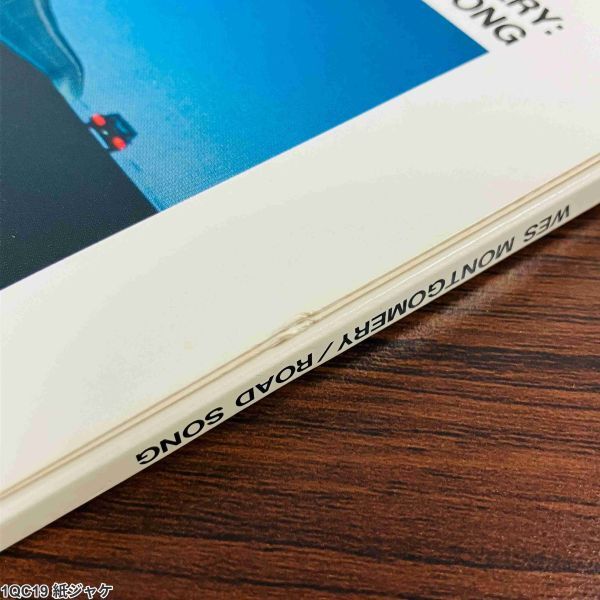 RY:
ONG
WES MONTGOMERY / ROAD SONG
1QC19 紙ジャケ